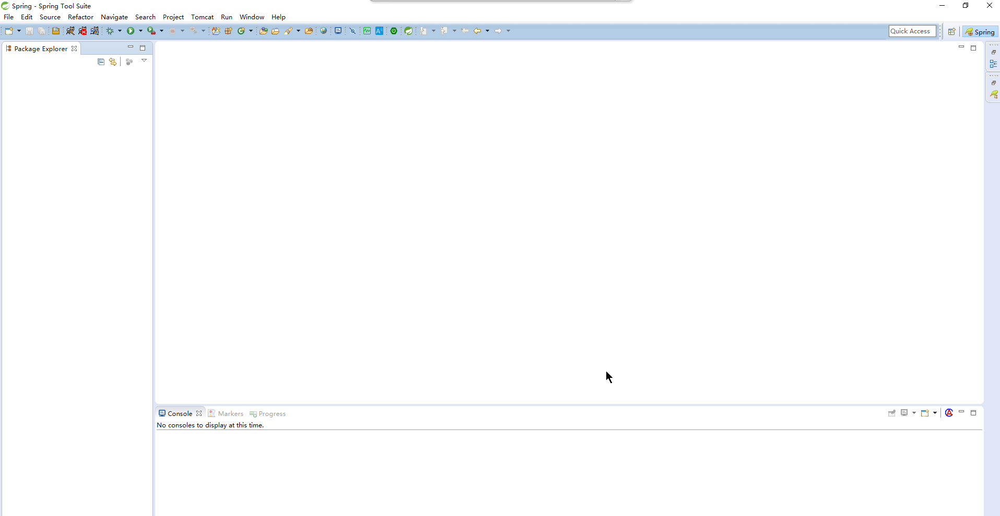 Spring - Spring Tool Suite
File Edit Source Refactor Navigate Search Project Tomcat Run Window Help
Quick Access
Spring
Package Explorer
Console Markers Progress
No consoles to display at this time.